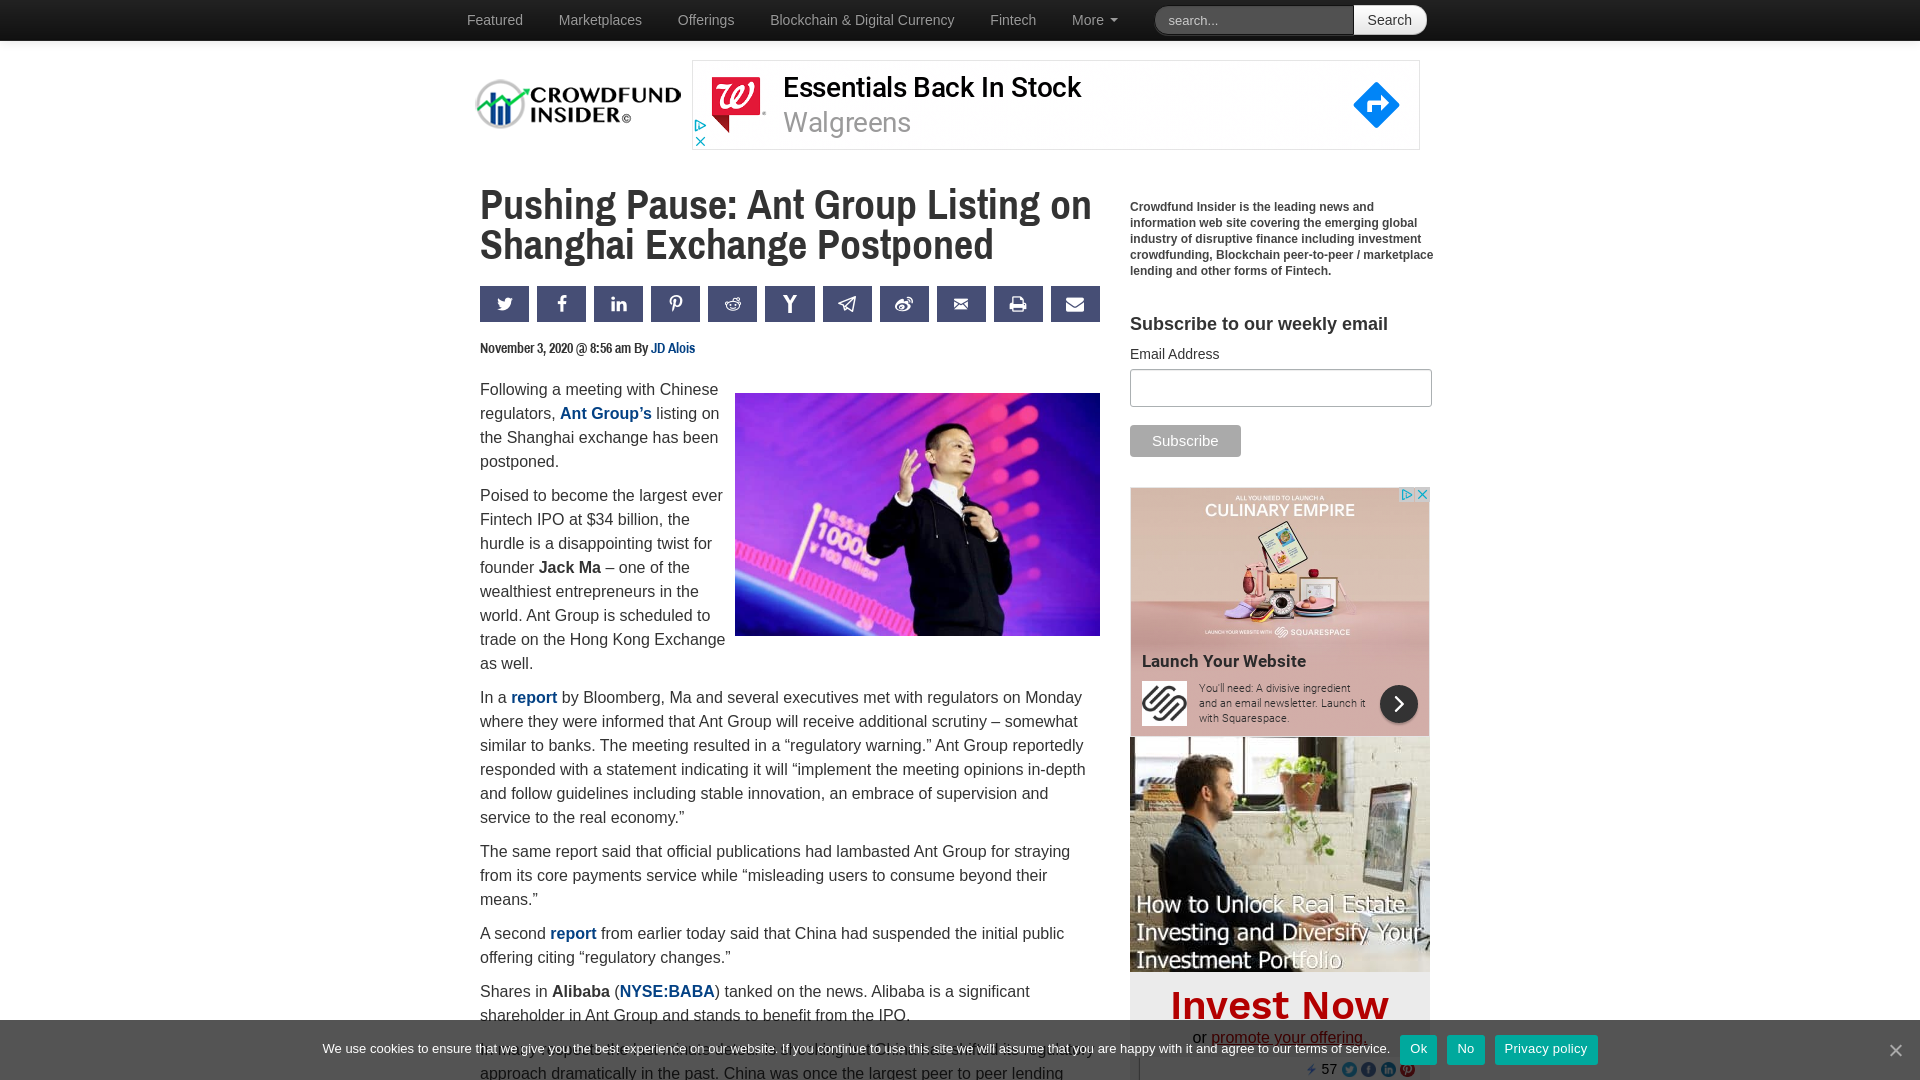 Featured Marketplaces Offerings Blockchain & Digital Currency Fintech More search... Search
CROWDFUND
INSIDER©
Essentials Back In Stock
Walgreens
Pushing Pause: Ant Group Listing on
Shanghai Exchange Postponed
November 3, 2020 @ 8:56 am By JD Alois
Following a meeting with Chinese
regulators, Ant Group’s listing on
the Shanghai exchange has been
postponed.
Poised to become the largest ever
Fintech IPO at $34 billion, the
hurdle is a disappointing twist for
founder Jack Ma – one of the
wealthiest entrepreneurs in the
world. Ant Group is scheduled to
trade on the Hong Kong Exchange
as well.
¥ 100 Billion
In a report by Bloomberg, Ma and several executives met with regulators on Monday
where they were informed that Ant Group will receive additional scrutiny – somewhat
similar to banks. The meeting resulted in a “regulatory warning.” Ant Group reportedly
responded with a statement indicating it will “implement the meeting opinions in-depth
and follow guidelines including stable innovation, an embrace of supervision and
service to the real economy.”
The same report said that official publications had lambasted Ant Group for straying
from its core payments service while “misleading users to consume beyond their
means.”
A second report from earlier today said that China had suspended the initial public
offering citing “regulatory changes.”
Shares in Alibaba (NYSE:BABA) tanked on the news. Alibaba is a significant
shareholder in Ant Group and stands to benefit from the IPO.
approach dramatically in the past. China was once the largest peer to peer lending
Crowdfund Insider is the leading news and
information web site covering the emerging global
industry of disruptive finance including investment
crowdfunding, Blockchain peer-to-peer / marketplace
lending and other forms of Fintech.
Subscribe to our weekly email
Email Address
Subscribe
ALL YOU NEED TO LAUNCH A
CULINARY EMPIRE
LAUNCH YOUR WEBSITE WITH SQUARESPACE
Launch Your Website
You'll need: A divisive ingredient
and an email newsletter. Launch it
with Squarespace.
How to Unlock Real Estate
Investing and Diversify Your
Investment Portfolio
Invest Now
or promote your offering.
57
We use cookies to ensure that we give you the best experience on our website. If you continue to use this site we will assume that you are happy with it and agree to our terms of service. Ok No Privacy policy